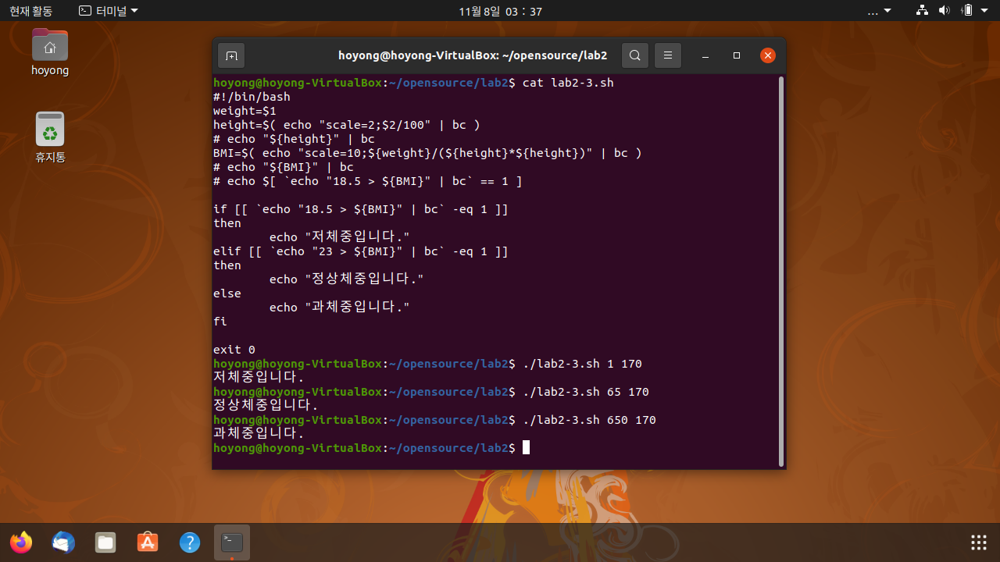 현재 활동
터미널
11월 8일 03 : 37
...
hoyong
휴지통
hoyong@hoyong-VirtualBox: ~/opensource/lab2
hoyong@hoyong-VirtualBox:~/opensource/lab2$ cat lab2-3.sh
#!/bin/bash
weight=$1
height=$( echo "scale=2;$2/100" | bc )
# echo "${height}" | bc
BMI=$( echo "scale=10;${weight}/(${height}*${height})" | bc )
# echo "${BMI}" | bc
# echo $[ `echo "18.5 > ${BMI}" | bc` == 1 ]

if [[ `echo "18.5 > ${BMI}" | bc` -eq 1 ]]
then
        echo "저체중입니다."
elif [[ `echo "23 > ${BMI}" | bc` -eq 1 ]]
then
        echo "정상체중입니다."
else
        echo "과체중입니다."
fi

exit 0
hoyong@hoyong-VirtualBox:~/opensource/lab2$ ./lab2-3.sh 1 170
저체중입니다.
hoyong@hoyong-VirtualBox:~/opensource/lab2$ ./lab2-3.sh 65 170
정상체중입니다.
hoyong@hoyong-VirtualBox:~/opensource/lab2$ ./lab2-3.sh 650 170
과체중입니다.
hoyong@hoyong-VirtualBox:~/opensource/lab2$